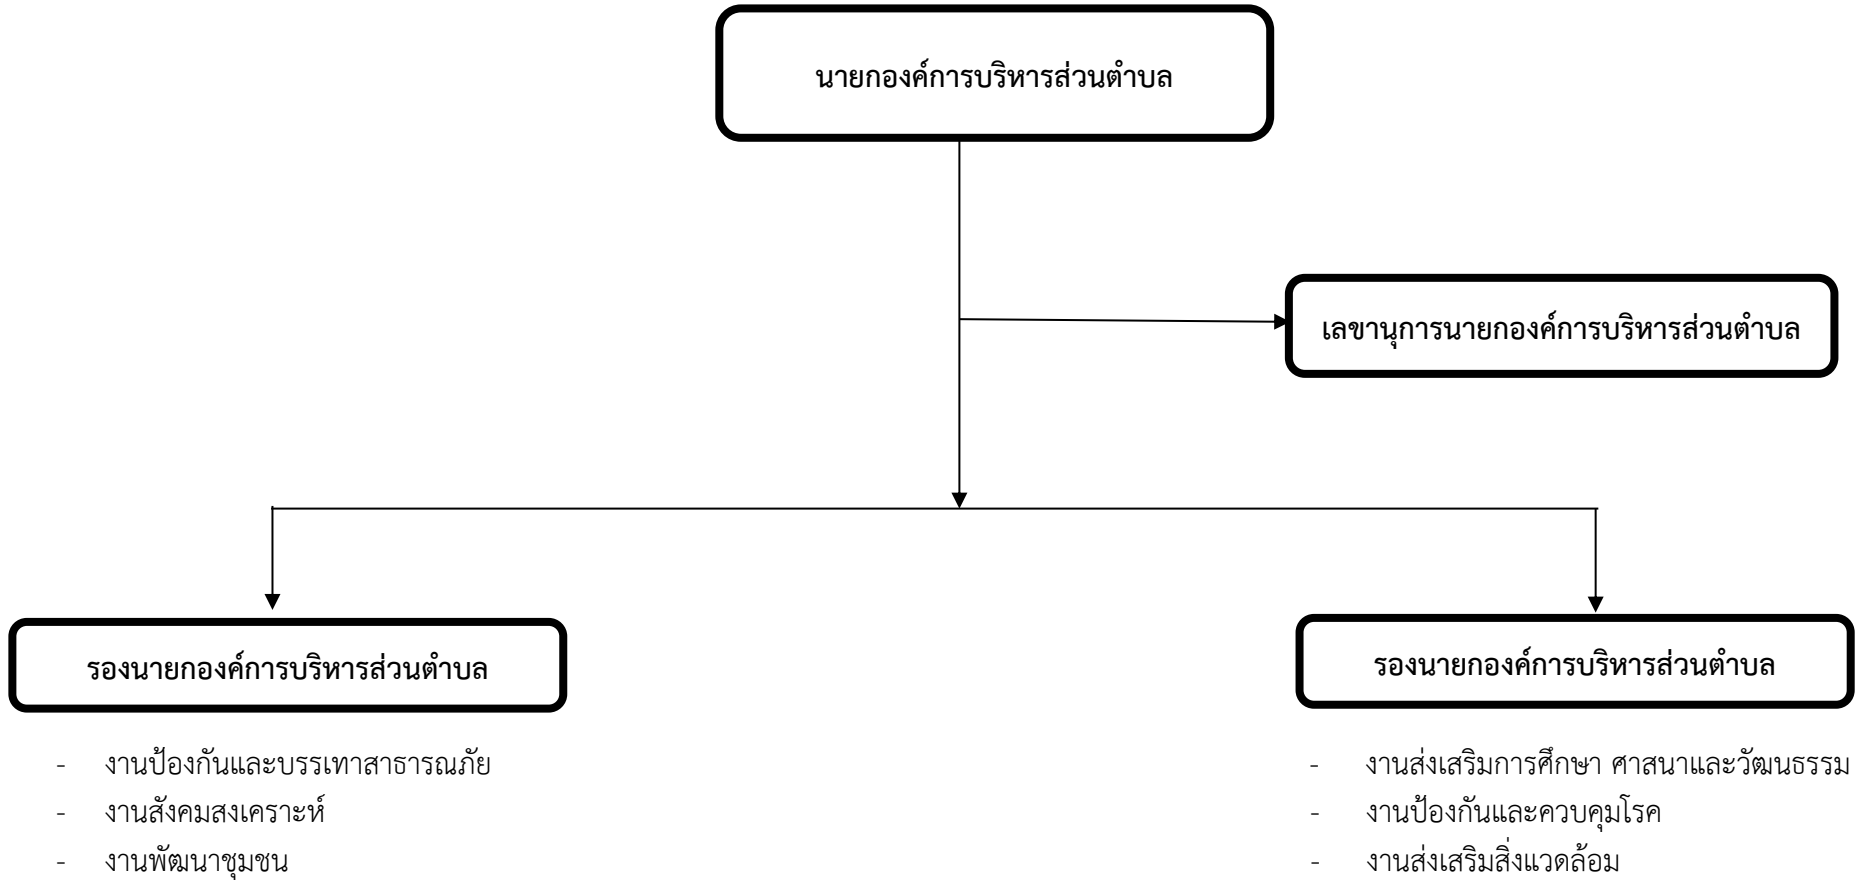 นายกองค์การบริหารส่วนตำบล
เลขานุการนายกองค์การบริหารส่วนตำบล
รองนายกองค์การบริหารส่วนตำบล
- งานป้องกันและบรรเทาสาธารณภัย
- งานสังคมสงเคราะห์
- งานพัฒนาชุมชน
รองนายกองค์การบริหารส่วนตำบล
- งานส่งเสริมการศึกษา ศาสนาและวัฒนธรรม
- งานป้องกันและควบคุมโรค
- งานส่งเสริมสิ่งแวดล้อม